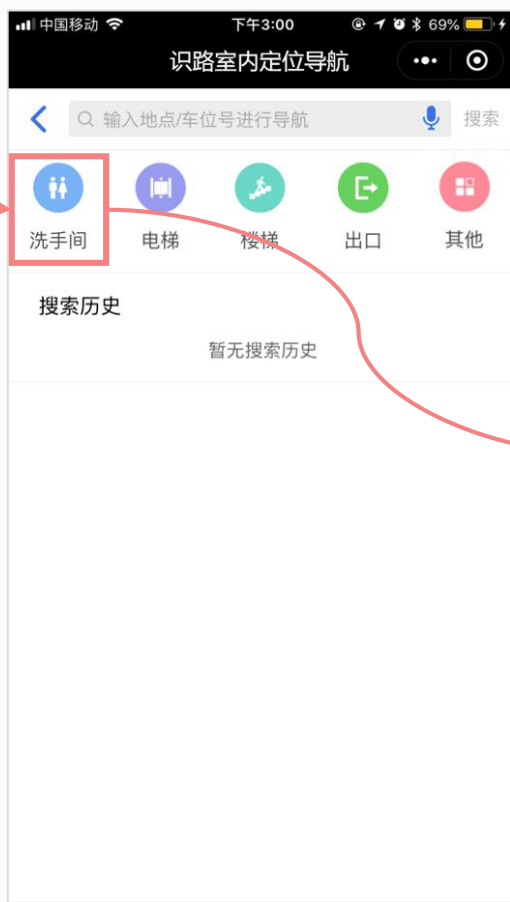 中国移动 下午3:00 69%
识路室内定位导航
输入地点/车位号进行导航 搜索
洗手间 电梯 楼梯 出口 其他
搜索历史
暂无搜索历史